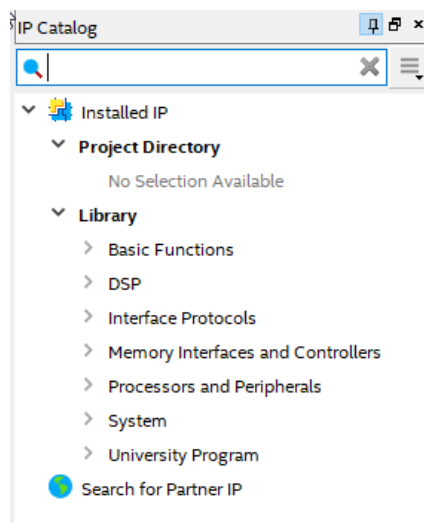 IP Catalog
Installed IP
Project Directory
No Selection Available
Library
Basic Functions
DSP
Interface Protocols
Memory Interfaces and Controllers
Processors and Peripherals
System
University Program
Search for Partner IP